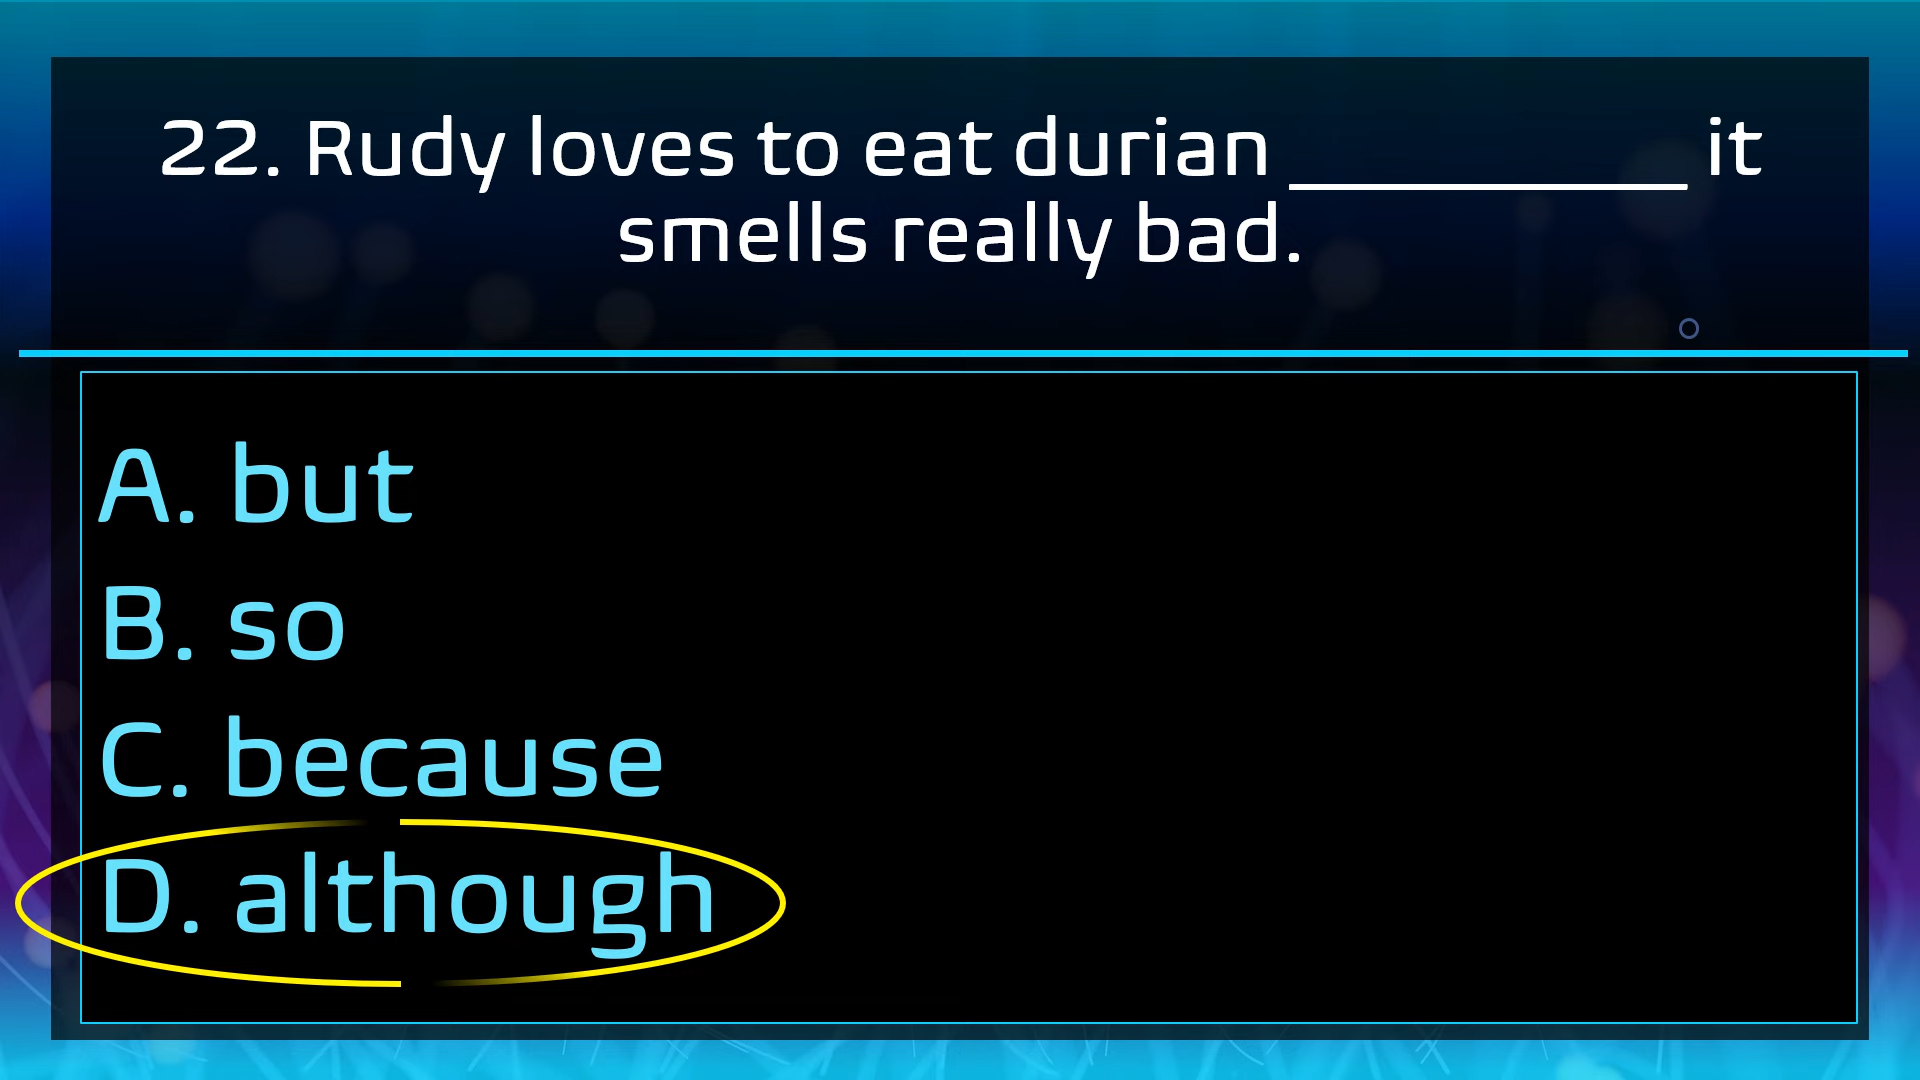 22. Rudy loves to eat durian __________ it
smells really bad.
A. but
B. so
C. because
D. although